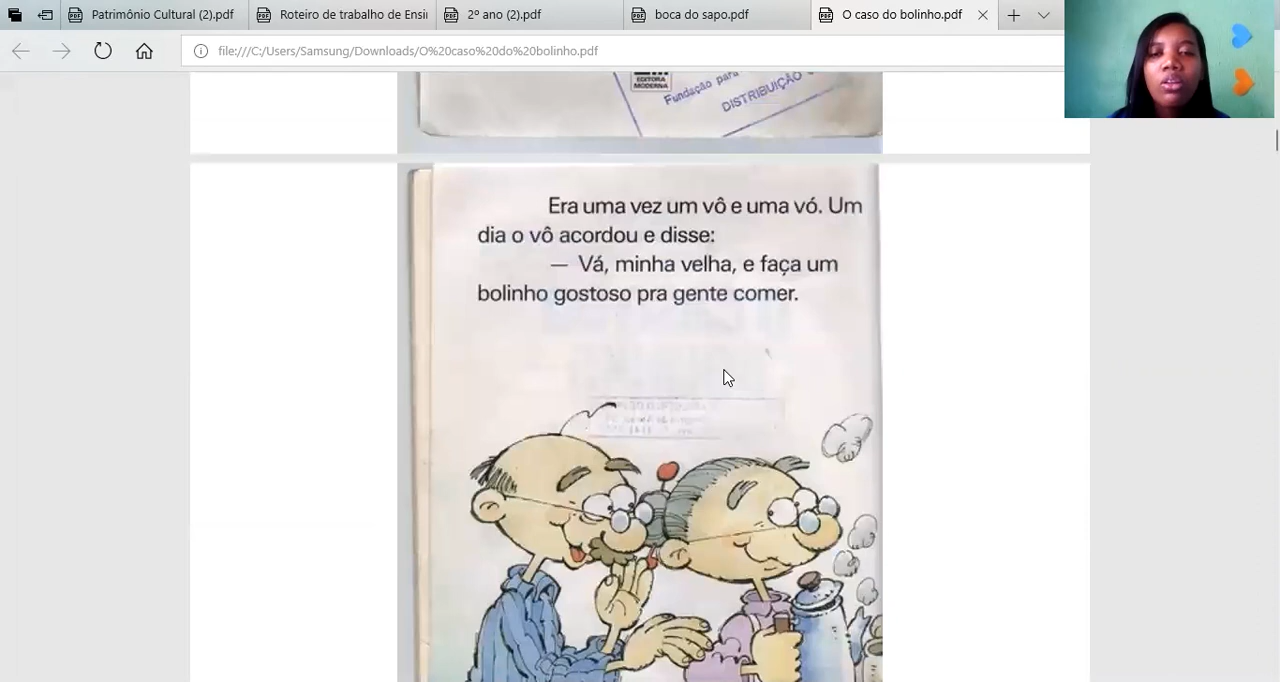 Patrimônio Cultural (2).pdf
Roteiro de trabalho de Ensi
2º ano (2).pdf
boca do sapo.pdf
O caso do bolinho.pdf
file:///C:/Users/Samsung/Downloads/O%20caso%20do%20bolinho.pdf
EDITORA
MODERNA
Fundação para
DISTRIBUIÇÃO
Era uma vez um vô e uma vó. Um
dia o vô acordou e disse:
— Vá, minha velha, e faça um
bolinho gostoso pra gente comer.